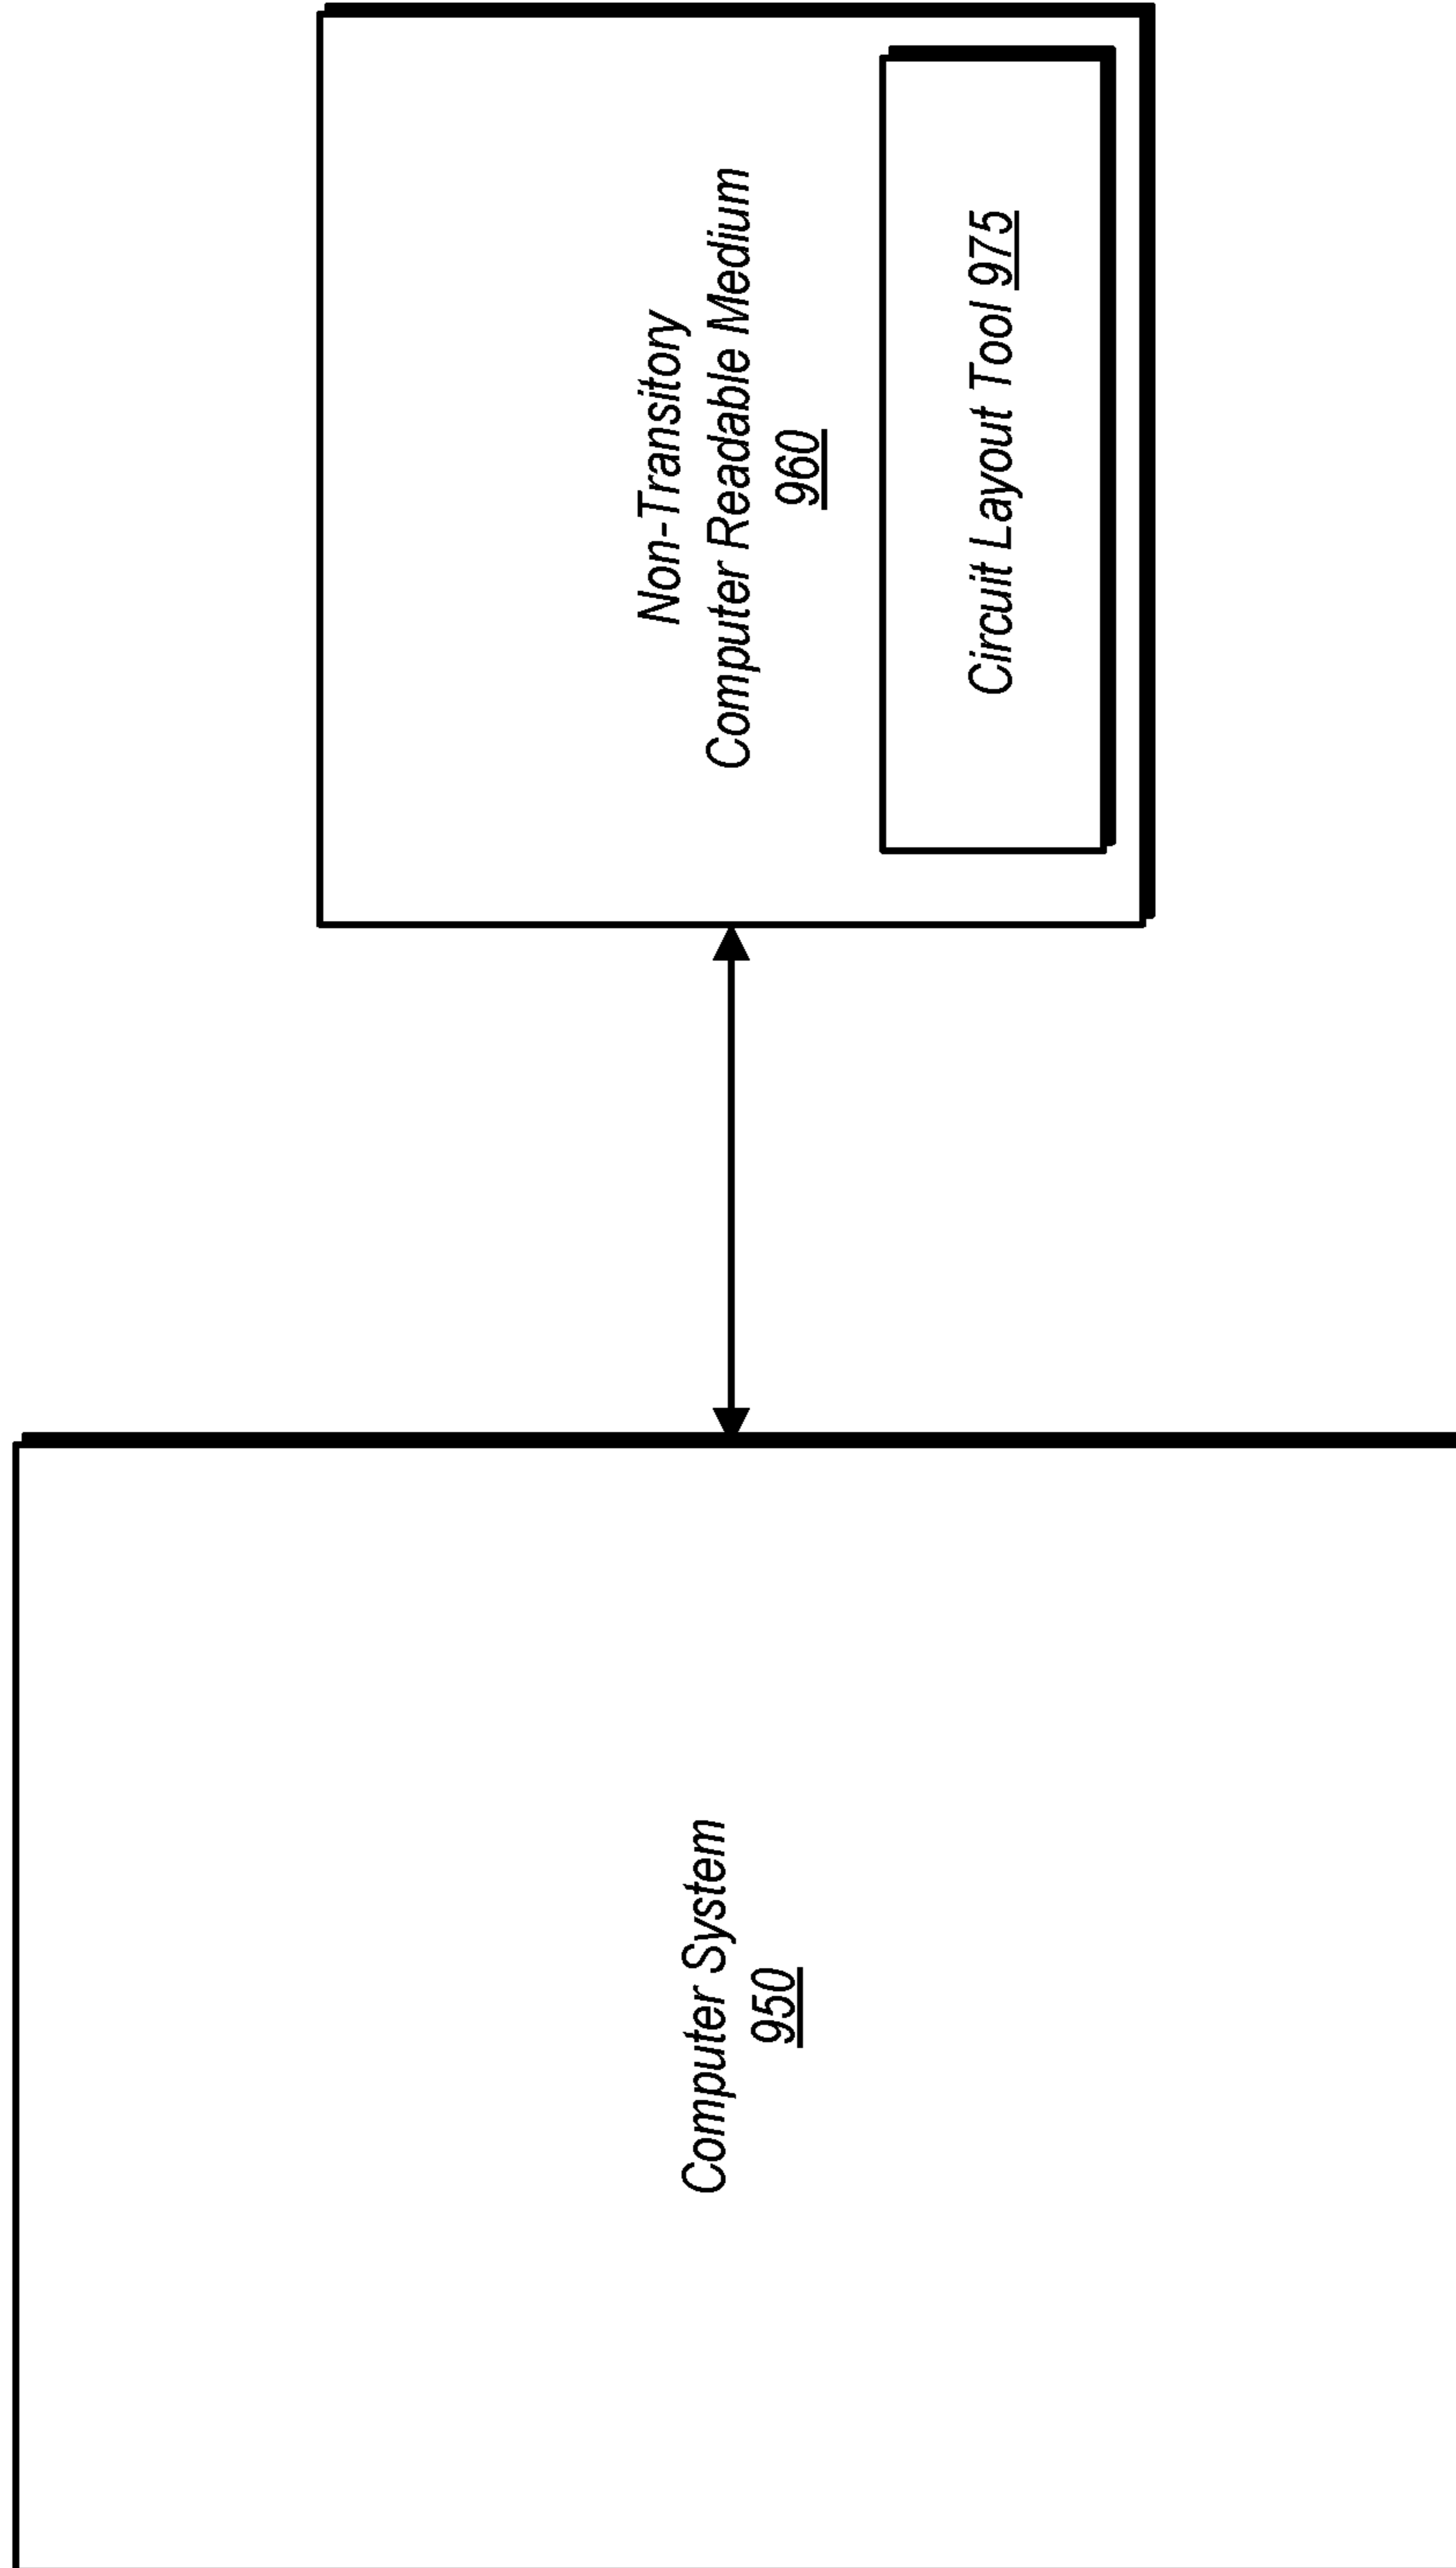 Computer System
950
Non-Transitory
Computer Readable Medium
960
Circuit Layout Tool 975